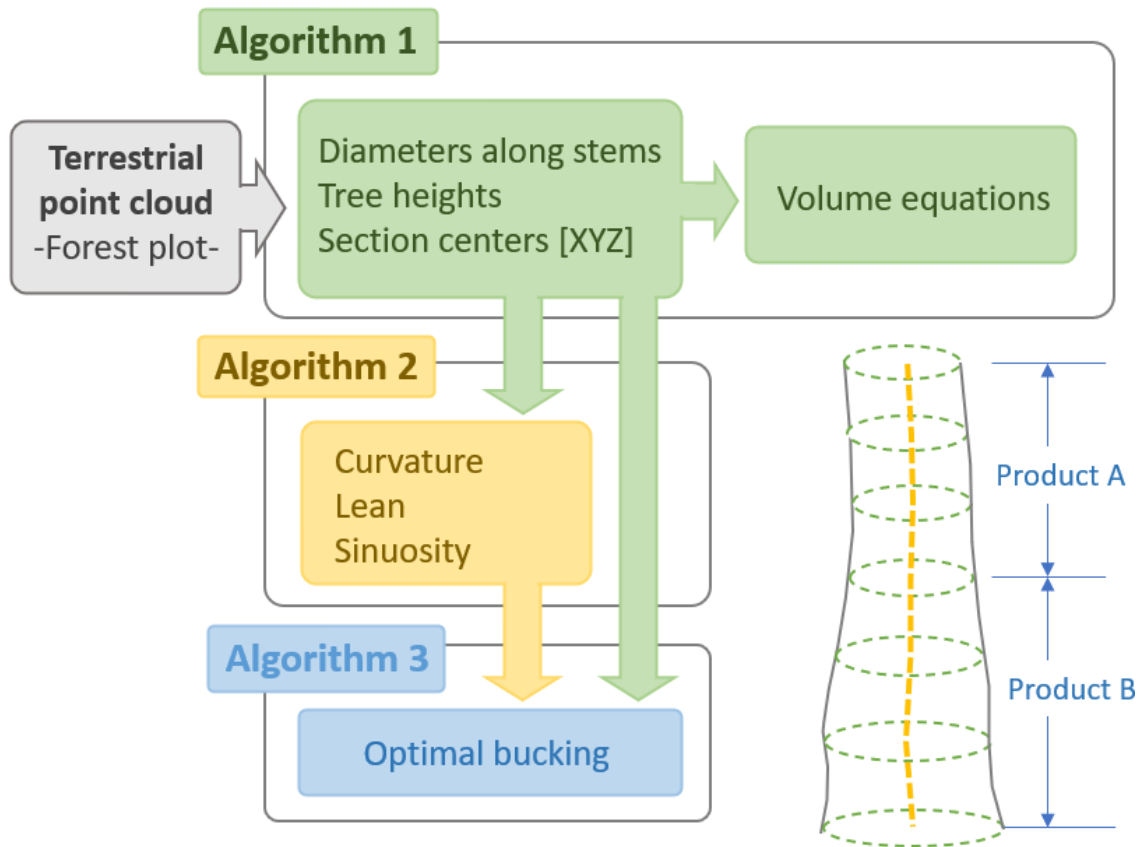 Algorithm 1
Terrestrial
point cloud
-Forest plot-
Diameters along stems
Tree heights
Section centers [XYZ]
Volume equations
Algorithm 2
Curvature
Lean
Sinuosity
Algorithm 3
Optimal bucking
Product A
Product B